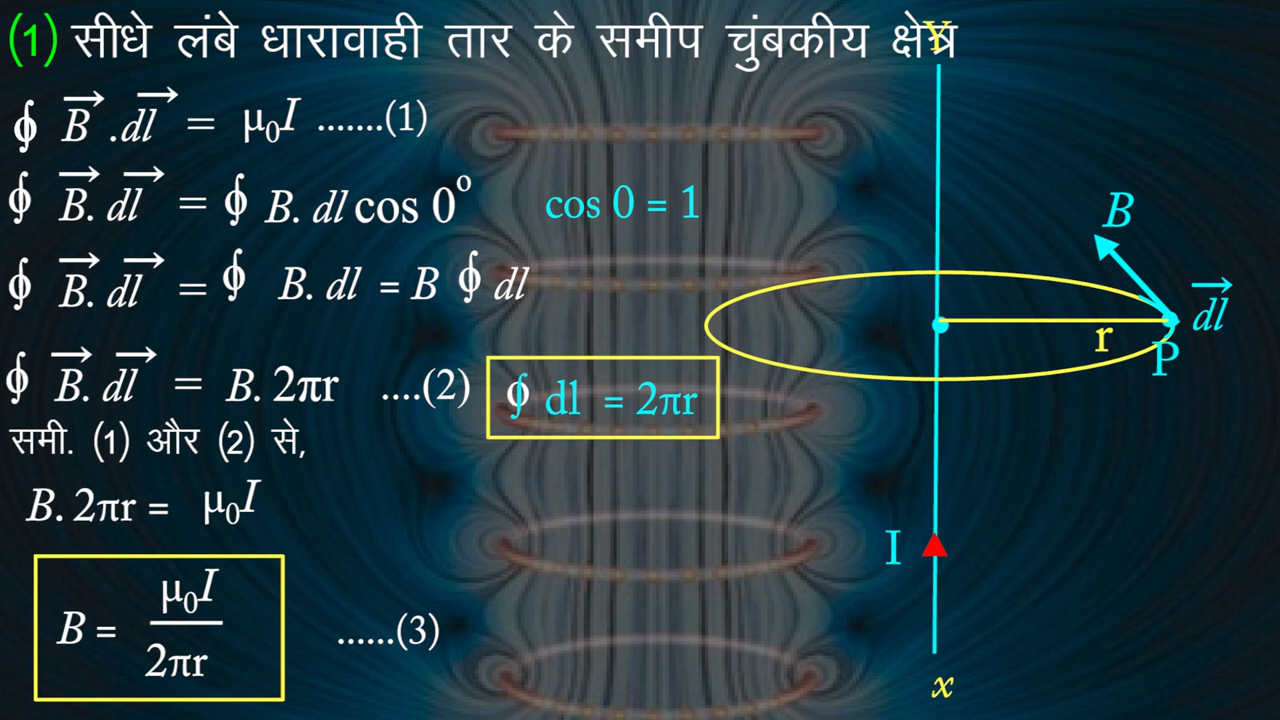 (1) सीधे लंबे धारावाही तार के समीप चुंबकीय क्षेत्र
Y
∮ B⃗ . dl⃗ = μ₀I .......(1)
∮ B⃗ . dl⃗ = ∮ B. dl cos 0° cos 0 = 1
∮ B⃗ . dl⃗ = ∮ B. dl = B ∮ dl
∮ B⃗ . dl⃗ = B. 2πr ....(2) ∮ dl = 2πr
समी. (1) और (2) से,
B. 2πr = μ₀I
B = μ₀I / 2πr ......(3)
B
dl⃗
r
P
I
x